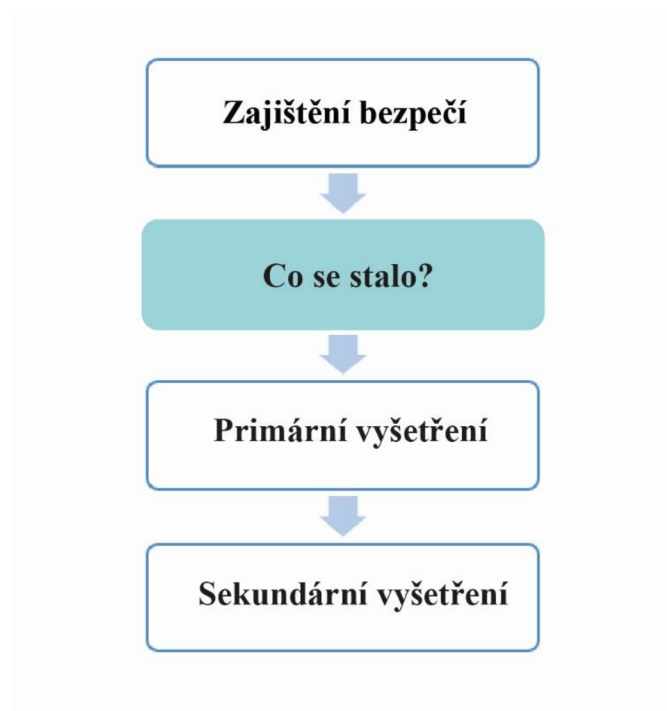 Zajištění bezpečí
Co se stalo?
Primární vyšetření
Sekundární vyšetření